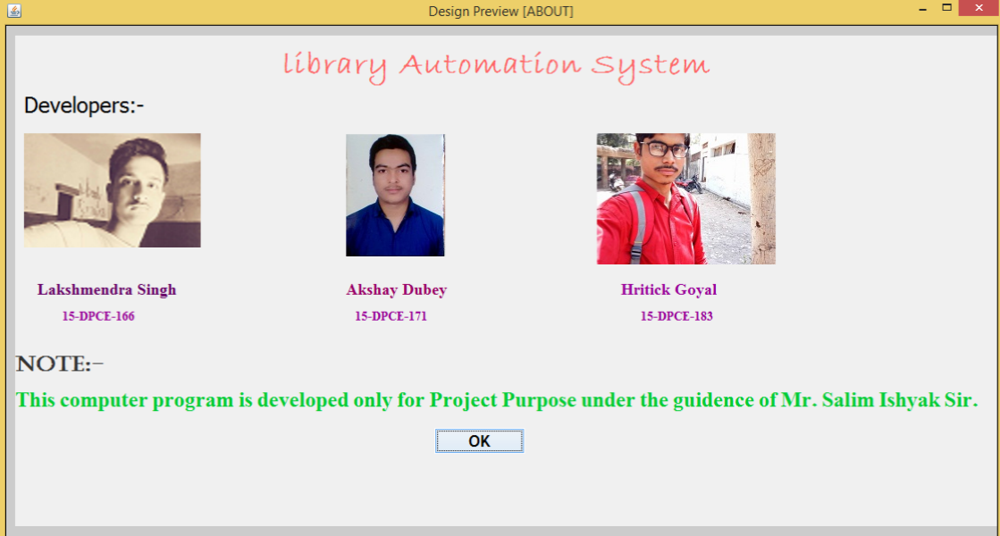 Design Preview [ABOUT]
library Automation System
Developers:-
Lakshmendra Singh
Akshay Dubey
Hritick Goyal
15-DPCE-166
15-DPCE-171
15-DPCE-183
NOTE:-
This computer program is developed only for Project Purpose under the guidence of Mr. Salim Ishyak Sir.
OK